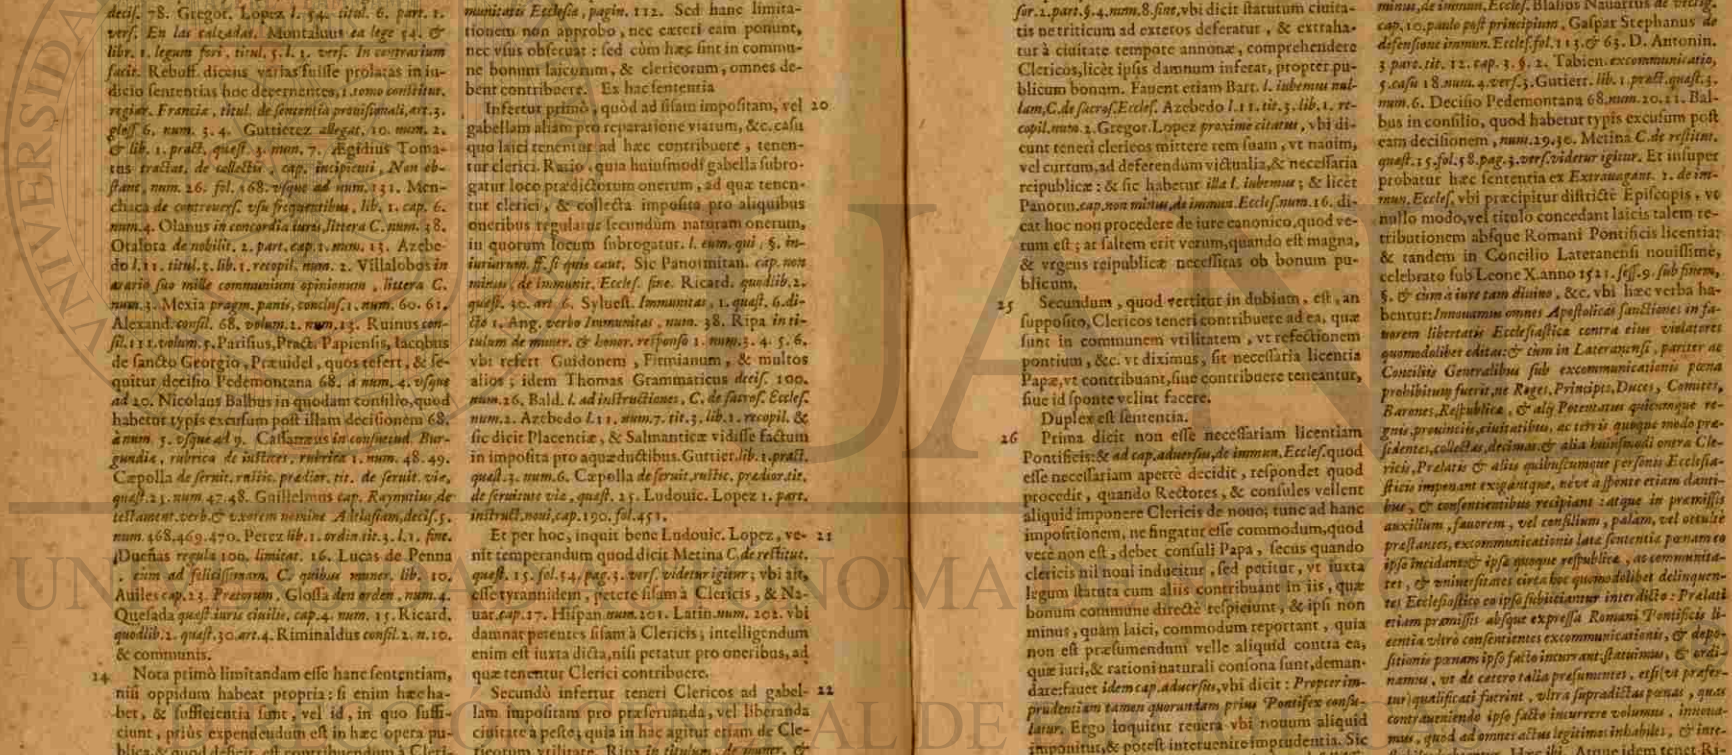 decis. 78. Gregor. Lopez l. 54. titul. 6. part. 1.
vers. En las calzadas, Montaluus ea lege 54. &
libr. 1. legum fori, titul. 5. l. 1. vers. In contrarium
facit. Rebuff. dicens varias fuisse prolatas in iu-
dicio sententias hoc decernentes, 1. tomo constitut.
regiar. Franciæ, titul. de sententia prouisionali, art. 3.
gloss. 6. num. 3. 4. Guttierez allegat. 10. num. 2.
& lib. 1. pract. quæst. 3. num. 7. Ægidius Toma-
tus tractat. de collectis, cap. incipienti, Non ob-
stant, num. 26. fol. 168. vsque ad num. 131. Men-
chaca de controuers. vsu frequentibus, lib. 1. cap. 6.
num. 4. Olanus in concordia iuris, littera C. num. 38.
Otalora de nobilit. 2. part. cap. 1. num. 13. Azebe-
do l. 11. titul. 3. lib. 1. recopil. num. 2. Villalobos in
ærario suo mille communium opinionum, littera C.
num. 3. Mexia pragm. panis, conclus. 1. num. 60. 61.
Alexand. consil. 68. volum. 2. num. 13. Ruinus con-
sil. 111. volum. 5. Parisius, Pract. Papiensis, Iacobus
de sancto Georgio, Præuidel, quos refert, & se-
quitur decisio Pedemontana 68. à num. 4. vsque
ad 20. Nicolaus Balbus in quodam consilio, quod
habetur typis excusum post illam decisionem 68.
à num. 5. vsque ad 9. Cassanæus in consuetud. Bur-
gundiæ, rubrica de iustices, rubrica 1. num. 48. 49.
Cæpolla de seruit. rustic. prædior. tit. de seruit. viæ,
quæst. 23. num. 47. 48. Guillelmus cap. Raynutius, de
testament. verb. & vxorem nomine Adelasiam, decis. 5.
num. 468. 469. 470. Perez lib. 1. ordin. tit. 3. l. 1. fine.
Dueñas regula 100. limitat. 16. Lucas de Penna
cùm ad felicissimam, C. quibus muner. lib. 10.
Auiles cap. 23. Prætorum, Glossa den orden, num. 4.
Quesada quæst. iuris ciuilis, cap. 4. num. 15. Ricard.
quodlib. 2. quæst. 30. art. 4. Riminaldus consil. 2. n. 10.
& communis.
14 Nota primò limitandam esse hanc sententiam,
nisi oppidum habeat propria: si enim hæc ha-
bet, & sufficientia sunt, vel id, in quo suffi-
ciunt, priùs expendendum est in hæc opera pu-
blica, & quod deficit, est contribuendum à Cleri-
munitatis Ecclesiæ, pagin. 112. Sed hanc limita-
tionem non approbo, nec cæteri eam ponunt,
nec vsus obseruat: sed cùm hæc sint in commu-
ne bonum laicorum, & clericorum, omnes de-
bent contribuere. Ex hac sententia
Infertur primò, quòd ad sisam impositam, vel 20
gabellam aliam pro reparatione viarum, &c. casu
quo laici tenentur ad hæc contribuere, tenen-
tur clerici. Ratio, quia huiusmodi gabella subro-
gatur loco prædictorum onerum, ad quæ tenen-
tur clerici, & collecta imposita pro aliquibus
oneribus regulatur secundùm naturam onerum,
in quorum locum subrogatur. l. eum. qui, §. in-
iuriarum. ff. si quis caut. Sic Panormitan. cap. non
minus, de immunit. Eccles. fine. Ricard. quodlib. 2.
quæst. 30. art. 6. Syluest. Immunitas, 1. quæst. 6. di-
cto 1. Ang. verbo Immunitas, num. 38. Ripa in ti-
tulum de muner. & honor. responso 1. num. 3. 4. 5. 6.
vbi refert Guidonem, Firmianum, & multos
alios; idem Thomas Grammaticus decis. 100.
num. 26. Bald. l. ad instructiones, C. de sacros. Eccles.
num. 2. Azebedo l. 11. num. 7. tit. 3. lib. 1. recopil. &
sic dicit Placentiæ, & Salmanticæ vidisse factum
in imposita pro aquæductibus. Guttier. lib. 1. pract.
quæst. 3. num. 6. Cæpolla de seruit. rustic. prædior. tit.
de seruitute viæ, quæst. 25. Ludouic. Lopez 1. part.
instruct. noui, cap. 190. fol. 451.
Et per hoc, inquit bene Ludouic. Lopez, ve- 21
nit temperandum quod dicit Metina C. de restitut.
quæst. 15. fol. 54. pag. 3. vers. videtur igitur; vbi ait,
esse tyrannidem, petere sisam à Clericis, & Na-
uar. cap. 17. Hispan. num. 201. Latin. num. 202. vbi
damnat petentes sisam à Clericis; intelligendum
enim est iuxta dicta, nisi petatur pro oneribus, ad
quæ tenentur Clerici contribuere.
Secundò infertur teneri Clericos ad gabel- 22
lam impositam pro præseruanda, vel liberanda
ciuitate à peste; quia in hac agitur etiam de Cle-
ricorum vtilitate. Ripa in titulum, de muner. &
sor. 2. part. §. 4. num. 8. fine, vbi dicit statutum ciuita-
tis ne triticum ad exteros deferatur, & extraha-
tur à ciuitate tempore annonæ, comprehendere
Clericos, licèt ipsis damnum inferat, propter pu-
blicum bonum. Fauent etiam Bart. l. iubemus nul-
lam, C. de sacros. Eccles. Azebedo l. 11. tit. 3. lib. 1. re-
copil. num. 2. Gregor. Lopez proximè citatus, vbi di-
cunt teneri clericos mittere rem suam, vt nauim,
vel currum, ad deferendum victualia, & necessaria
reipublicæ: & sic habetur illa l. iubemus; & licèt
Panorm. cap. non minus, de immun. Eccles. num. 16. di-
cat hoc non procedere de iure canonico, quod ve-
rum est; at saltem erit verum, quando est magna,
& vrgens reipublicæ necessitas ob bonum pu-
blicum.
25 Secundum, quod vertitur in dubium, est, an
supposito, Clericos teneri contribuere ad ea, quæ
sunt in communem vtilitatem, vt refectionem
pontium, &c. vt diximus, sit necessaria licentia
Papæ, vt contribuant, siue contribuere teneantur,
siue id sponte velint facere.
Duplex est sententia.
26 Prima dicit non esse necessariam licentiam
Pontificis: & ad cap. aduersus, de immun. Eccles. quod
esse necessariam apertè decidit, respondet quod
procedit, quando Rectores, & consules vellent
aliquid imponere Clericis de nouo; tunc ad hanc
impositionem, ne fingatur esse commodum, quod
verè non est, debet consuli Papa, secus quando
clericis nil noui inducitur, sed petitur, vt iuxta
legum statuta cum aliis contribuant in iis, quæ
bonum commune directè respiciunt, & ipsi non
minus, quàm laici, commodum reportant, quia
non est præsumendum velle aliquid contra ea,
quæ iuri, & rationi naturali consona sunt, deman-
dare: fauet idem cap. aduersus, vbi dicit: Propter im-
prudentiam tamen quorundam priùs Pontifex consu-
latur. Ergo loquitur reuera vbi nouum aliquid
imponitur, & potest interuenire imprudentia. Sic
minus, de immun. Eccles. Blasius Nauarrus de vectig.
cap. 10. paulo post principium, Gaspar Stephanus de
defensione immun. Eccles. fol. 113. & 63. D. Antonin.
3 part. tit. 12. cap. 3. §. 2. Tabien. excommunicatio,
5. casu 18. num. 4. vers. 3. Gutierr. lib. 1. pract. quæst. 3.
num. 6. Decisio Pedemontana 68. num. 20. 21. Bal-
bus in consilio, quod habetur typis excusum post
eam decisionem, num. 29. 30. Metina C. de restitut.
quæst. 15. fol. 58. pag. 3. vers. videtur igitur. Et insuper
probatur hæc sententia ex Extrauagant. 1. de im-
mun. Eccles. vbi præcipitur districtè Episcopis, vt
nullo modo, vel titulo concedant laicis talem re-
tributionem absque Romani Pontificis licentia:
& tandem in Concilio Lateranensi nouissimè,
celebrato sub Leone X. anno 1521. sess. 9. sub finem,
§. & cùm à iure tam diuino, &c. vbi hæc verba ha-
bentur: Innouamus omnes Apostolicas sanctiones in fa-
uorem libertatis Ecclesiasticæ contra eius violatores
quomodolibet editas: & cùm in Lateranensi, pariter ac
Conciliis Generalibus sub excommunicationis pœna
prohibitum fuerit, ne Reges, Principes, Duces, Comites,
Barones, Respublicæ, & alij Potentatus quicunque re-
gnis, prouinciis, ciuitatibus, ac terris quoquo modo præ-
sidentes, collectas, decimas, & alia huiusmodi onera Cle-
ricis, Prælatis & aliis quibuscumque personis Ecclesia-
sticis imponant exigántque, néve à sponte etiam danti-
bus, & consentientibus recipiant: atque in præmissis
auxilium, fauorem, vel consilium, palam, vel occultè
præstantes, excommunicationis latæ sententiæ pœnam eo
ipso incidant: & ipsæ quoque respublicæ, ac communita-
tes, & vniuersitates circa hoc quomodolibet delinquen-
tes Ecclesiastico eo ipso subiiciantur interdicto: Prælati
etiam præmissis absque expressa Romani Pontificis li-
centia vltrò consentientes excommunicationis, & depo-
sitionis pœnam ipso facto incurrant: statuimus, & ordi-
namus, vt de cætero talia præsumentes, etsi (vt præfer-
tur) qualificati fuerint, vltra supradictas pœnas, quas
contraueniendo ipso facto incurrere volumus, innoua-
mus, quod ad omnes actus legitimos inhabiles, & inte-